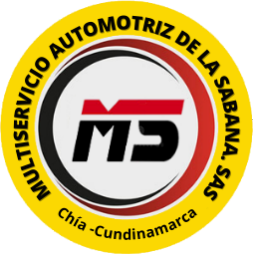 MULTISERVICIO AUTOMOTRIZ DE LA SABANA. SAS
MS
Chía -Cundinamarca